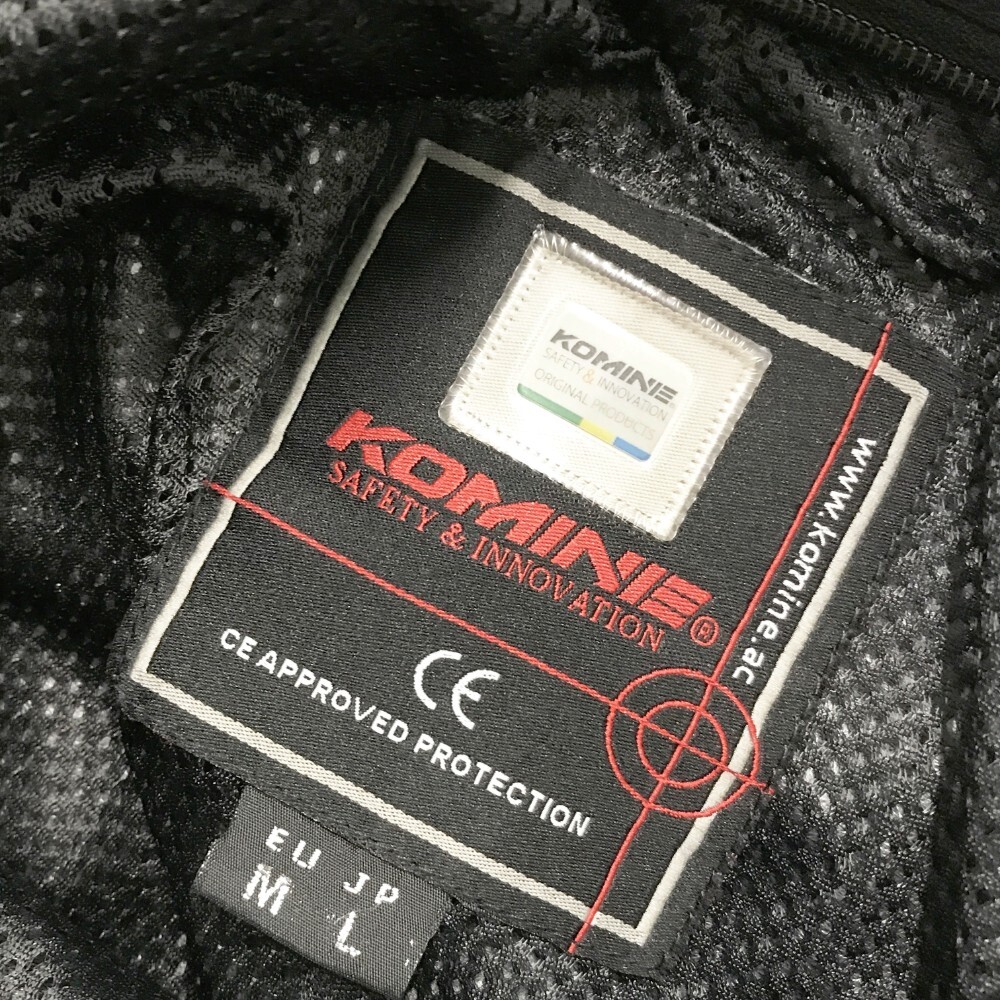 KOMINE
SAFETY & INNOVATION
ORIGINAL PRODUCTS
KOMINE®
SAFETY & INNOVATION
www.komine.ac
CE
CE APPROVED PROTECTION
EU JP
M L